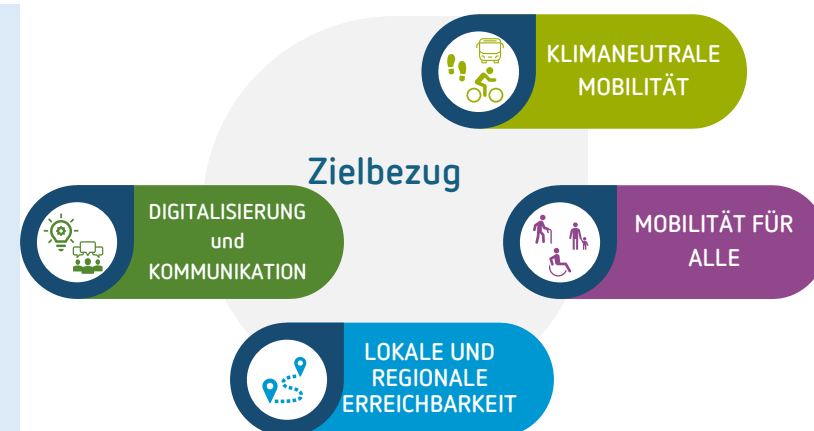 KLIMANEUTRALE
MOBILITÄT
Zielbezug
DIGITALISIERUNG
und
KOMMUNIKATION
MOBILITÄT FÜR
ALLE
LOKALE UND
REGIONALE
ERREICHBARKEIT